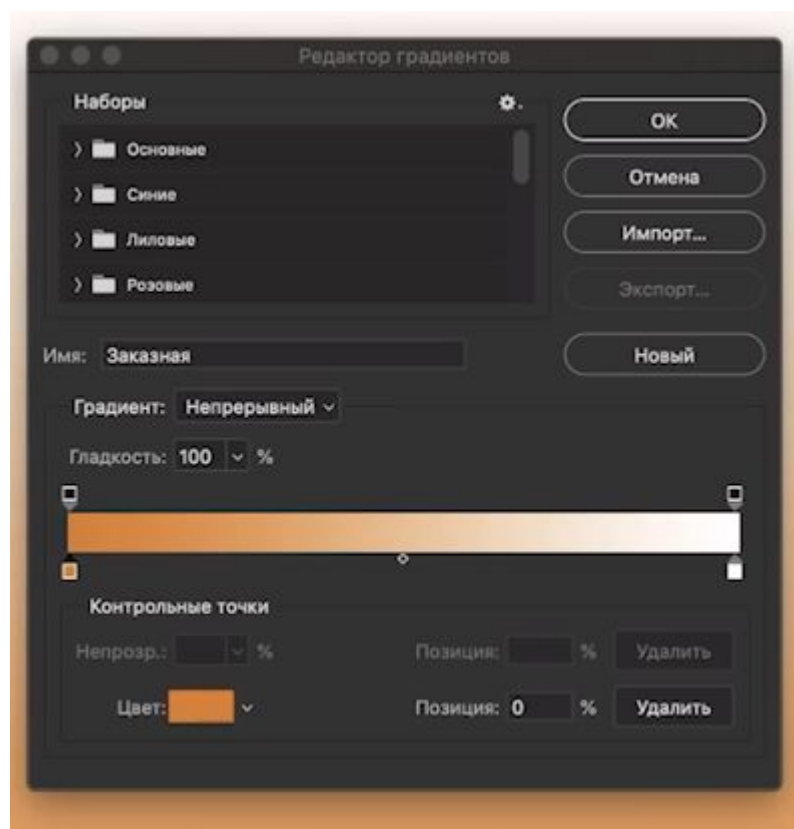 Редактор градиентов
Наборы
Основные
Синие
Лиловые
Розовые
OK
Отмена
Импорт...
Экспорт...
Имя: Заказная
Новый
Градиент: Непрерывный
Гладкость: 100 %
Контрольные точки
Непрозр.: % Позиция: % Удалить
Цвет: Позиция: 0 % Удалить